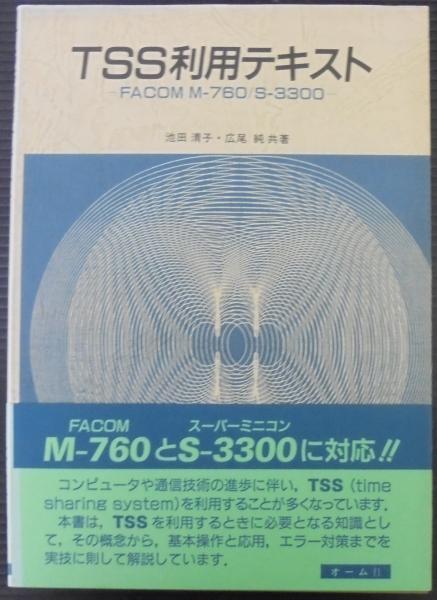 TSS利用テキスト
FACOM M-760/S-3300
池田 清子・広尾 純 共著
FACOM スーパーミニコン
M-760とS-3300に対応!!
コンピュータや通信技術の進歩に伴い，TSS（time
sharing system）を利用することが多くなっています．
本書は，TSSを利用するときに必要となる知識とし
て，その概念から，基本操作と応用，エラー対策までを
実技に則して解説しています．
オーム